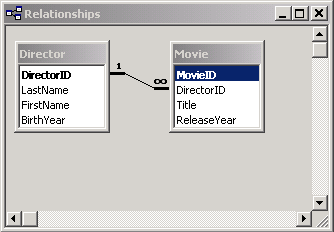 Relationships
Director
DirectorID
LastName
FirstName
BirthYear
1
∞
Movie
MovieID
DirectorID
Title
ReleaseYear